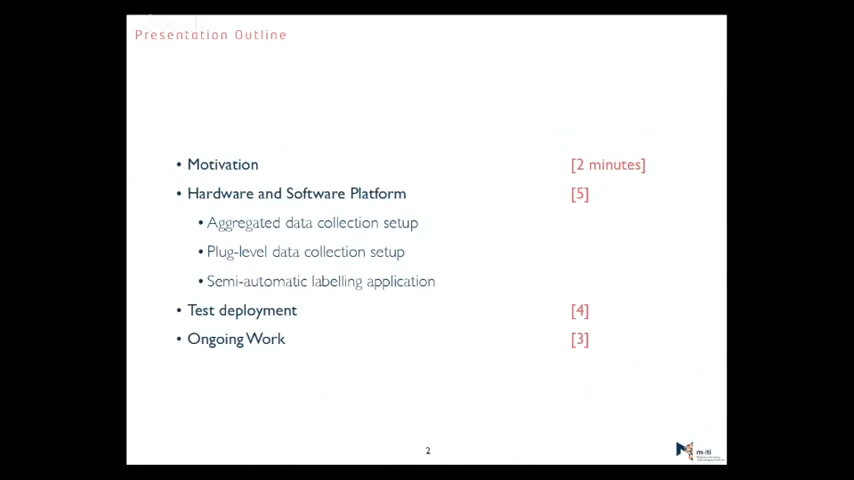 Presentation Outline
• Motivation [2 minutes]
• Hardware and Software Platform [5]
• Aggregated data collection setup
• Plug-level data collection setup
• Semi-automatic labelling application
• Test deployment [4]
• Ongoing Work [3]
2
m-iti